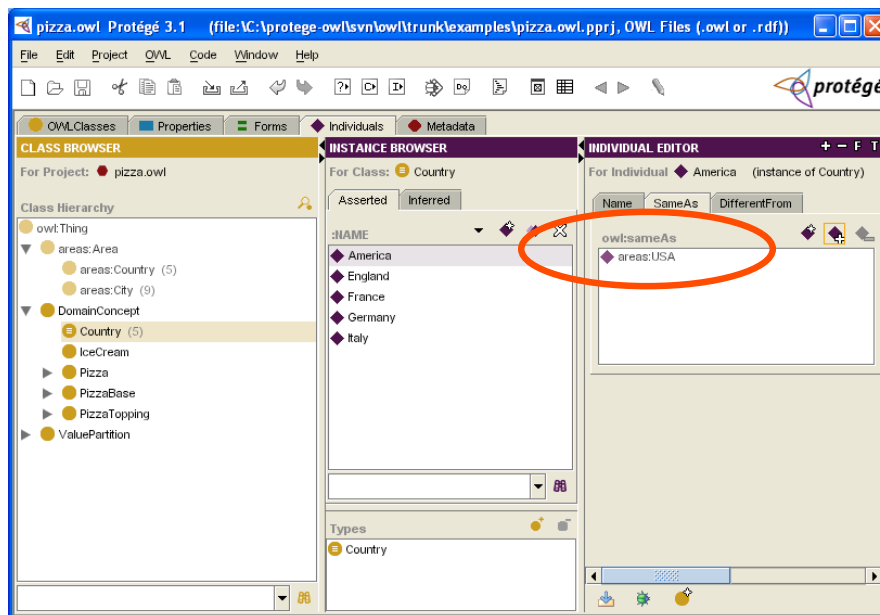 pizza.owl Protégé 3.1 (file:\C:\protege-owl\svn\owl\trunk\examples\pizza.owl.pprj, OWL Files (.owl or .rdf))
File Edit Project OWL Code Window Help
protégé
OWLClasses Properties Forms Individuals Metadata
CLASS BROWSER
For Project: pizza.owl
Class Hierarchy
owl:Thing
areas:Area
areas:Country (5)
areas:City (9)
DomainConcept
Country (5)
IceCream
Pizza
PizzaBase
PizzaTopping
ValuePartition
INSTANCE BROWSER
For Class: Country
Asserted Inferred
:NAME
America
England
France
Germany
Italy
Types
Country
INDIVIDUAL EDITOR + − F T
For Individual America (instance of Country)
Name SameAs DifferentFrom
owl:sameAs
areas:USA